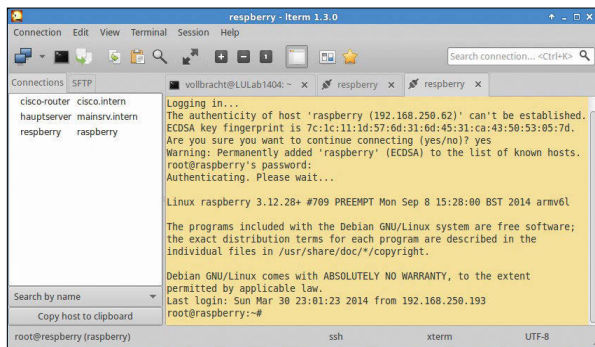 respberry - lterm 1.3.0
Connection Edit View Terminal Session Help
Search connection... <Ctrl+K>
Connections SFTP
vollbracht@LULab1404: ~ x respberry x respberry x
cisco-router cisco.intern
hauptserver mainsrv.intern
respberry raspberry
Logging in...
The authenticity of host 'raspberry (192.168.250.62)' can't be established.
ECDSA key fingerprint is 7c:1c:11:1d:57:6d:31:6d:45:31:ca:43:50:53:05:7d.
Are you sure you want to continue connecting (yes/no)? yes
Warning: Permanently added 'raspberry' (ECDSA) to the list of known hosts.
root@raspberry's password:
Authenticating. Please wait...
Linux raspberry 3.12.28+ #709 PREEMPT Mon Sep 8 15:28:00 BST 2014 armv6l
The programs included with the Debian GNU/Linux system are free software;
the exact distribution terms for each program are described in the
individual files in /usr/share/doc/*/copyright.
Debian GNU/Linux comes with ABSOLUTELY NO WARRANTY, to the extent
permitted by applicable law.
Last login: Sun Mar 30 23:01:23 2014 from 192.168.250.193
root@raspberry:~#
Search by name
Copy host to clipboard
root@respberry (raspberry) ssh xterm UTF-8